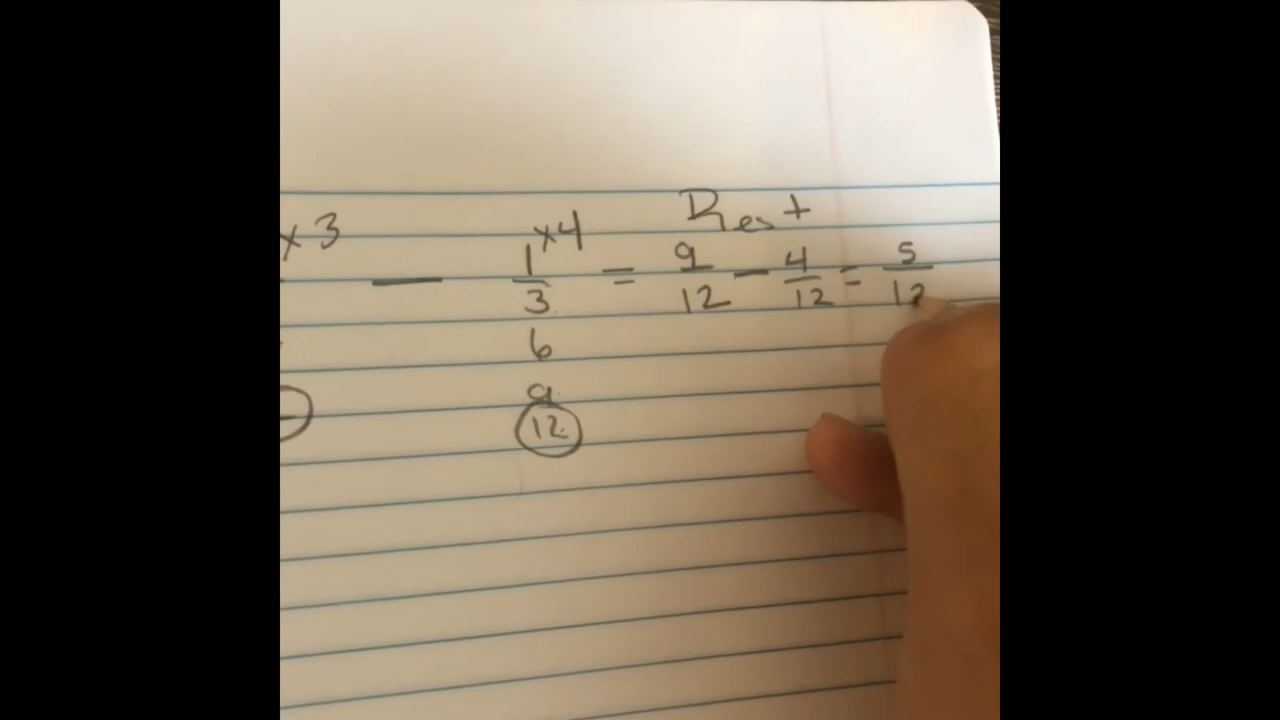 Rest
x3 — 1/3 x4 = 9/12 - 4/12 = 5/12
6
9
12